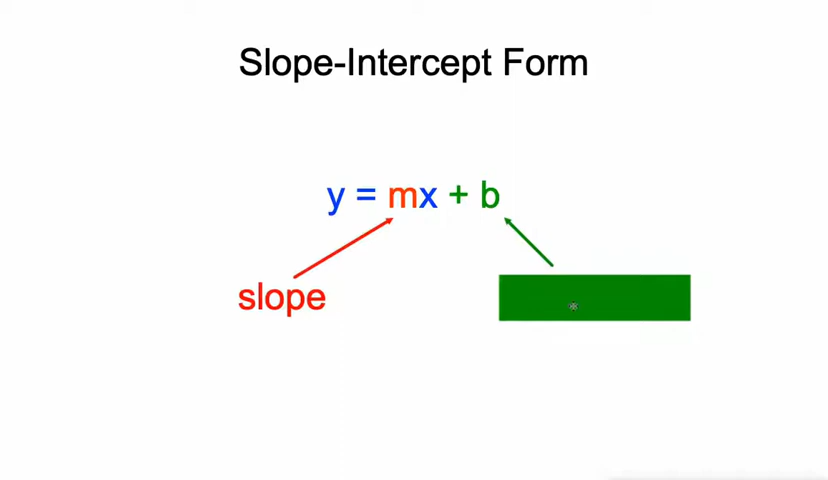 Slope-Intercept Form
y = mx + b
slope